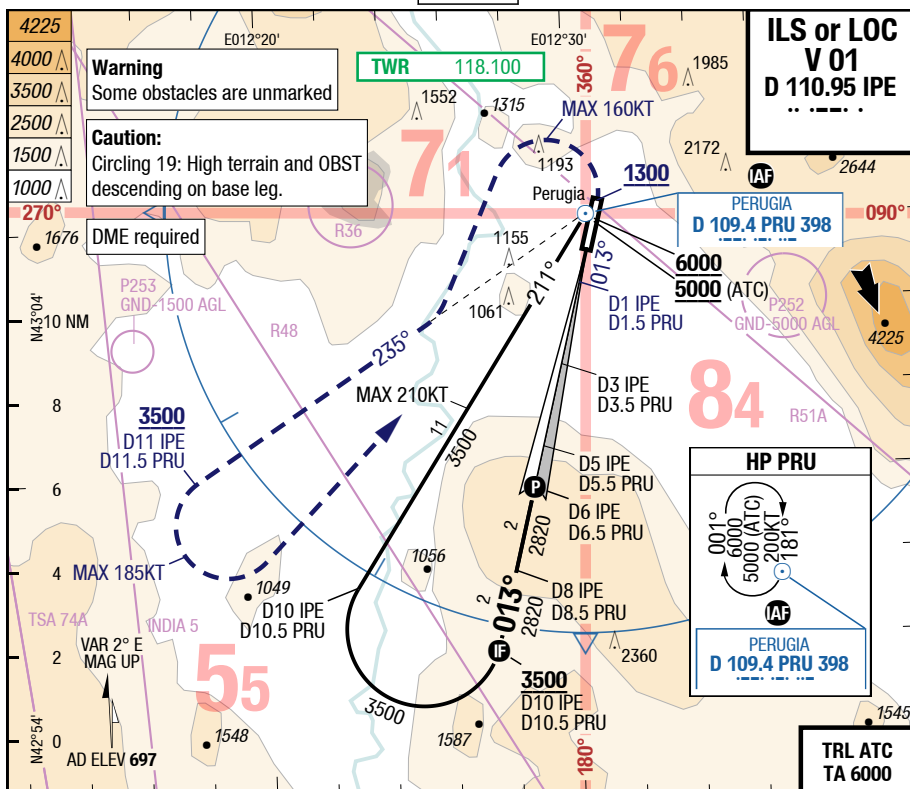 4225
4000
3500
2500
1500
1000
E012°20'
E012°30'
Warning
Some obstacles are unmarked
Caution:
Circling 19: High terrain and OBST
descending on base leg.
DME required
TWR 118.100
ILS or LOC
V 01
D 110.95 IPE
360°
76
1985
1552
1315
MAX 160KT
71
1193
2172
2644
Perugia
1300
IAF
PERUGIA
D 109.4 PRU 398
270°
090°
R36
1676
1155
211°
013°
6000
5000 (ATC)
P253
GND-1500 AGL
1061
D1 IPE
D1.5 PRU
P252
GND-5000 AGL
4225
N43°04'
10 NM
R48
235°
D3 IPE
D3.5 PRU
84
8
MAX 210KT
R51A
3500
D11 IPE
D11.5 PRU
11
3500
D5 IPE
D5.5 PRU
HP PRU
6
P
D6 IPE
D6.5 PRU
2
2820
001°
6000
5000 (ATC)
200KT
181°
4
MAX 185KT
1056
1049
D10 IPE
D10.5 PRU
2
013°
2820
D8 IPE
D8.5 PRU
IAF
PERUGIA
D 109.4 PRU 398
TSA 74A
INDIA 5
VAR 2° E
MAG UP
55
2
IF
3500
D10 IPE
D10.5 PRU
2360
3500
1545
N42°54'
0
1548
1587
180°
AD ELEV 697
TRL ATC
TA 6000